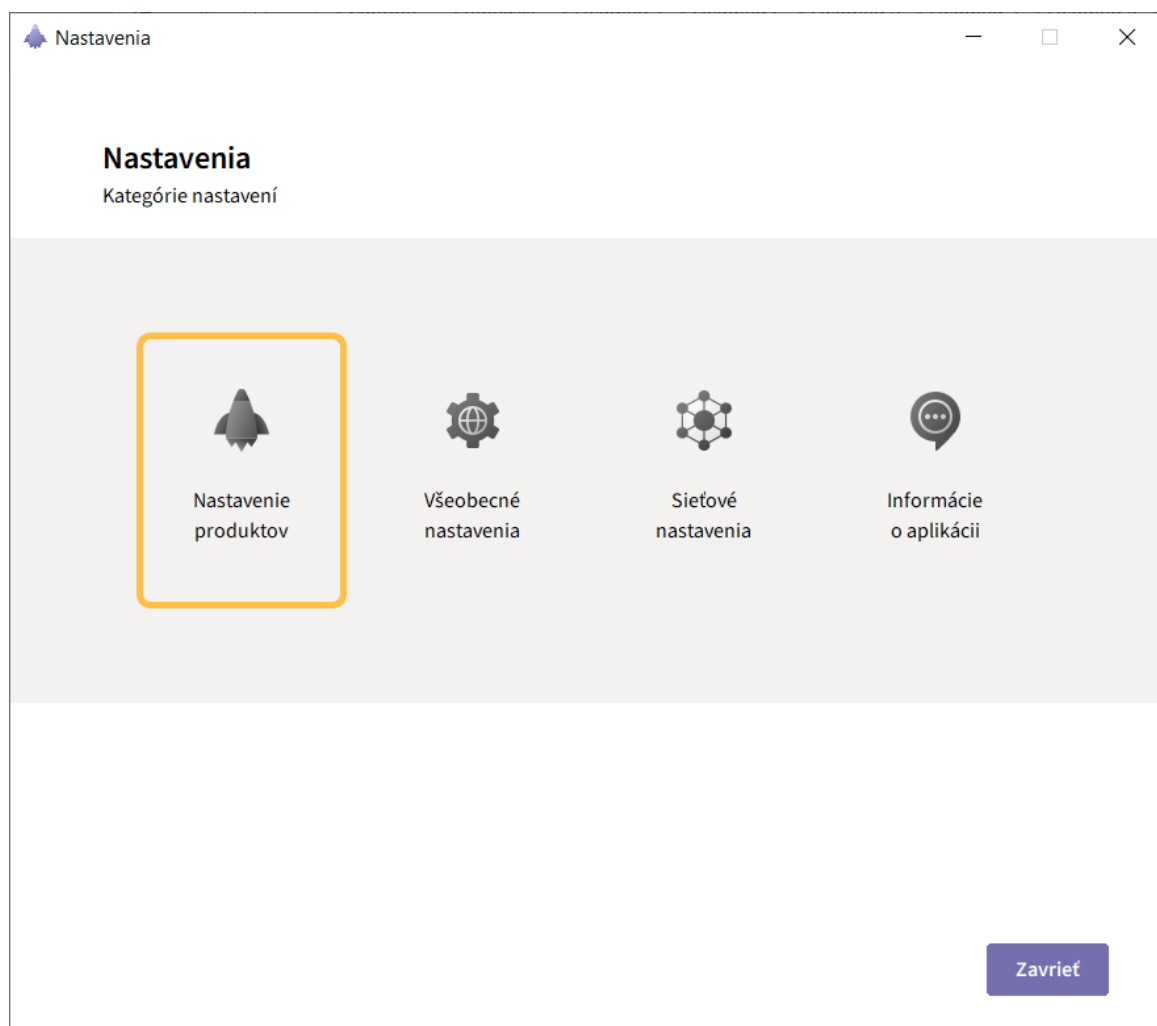 Nastavenia
Nastavenia
Kategórie nastavení
Nastavenie
produktov
Všeobecné
nastavenia
Sieťové
nastavenia
Informácie
o aplikácii
Zavrieť